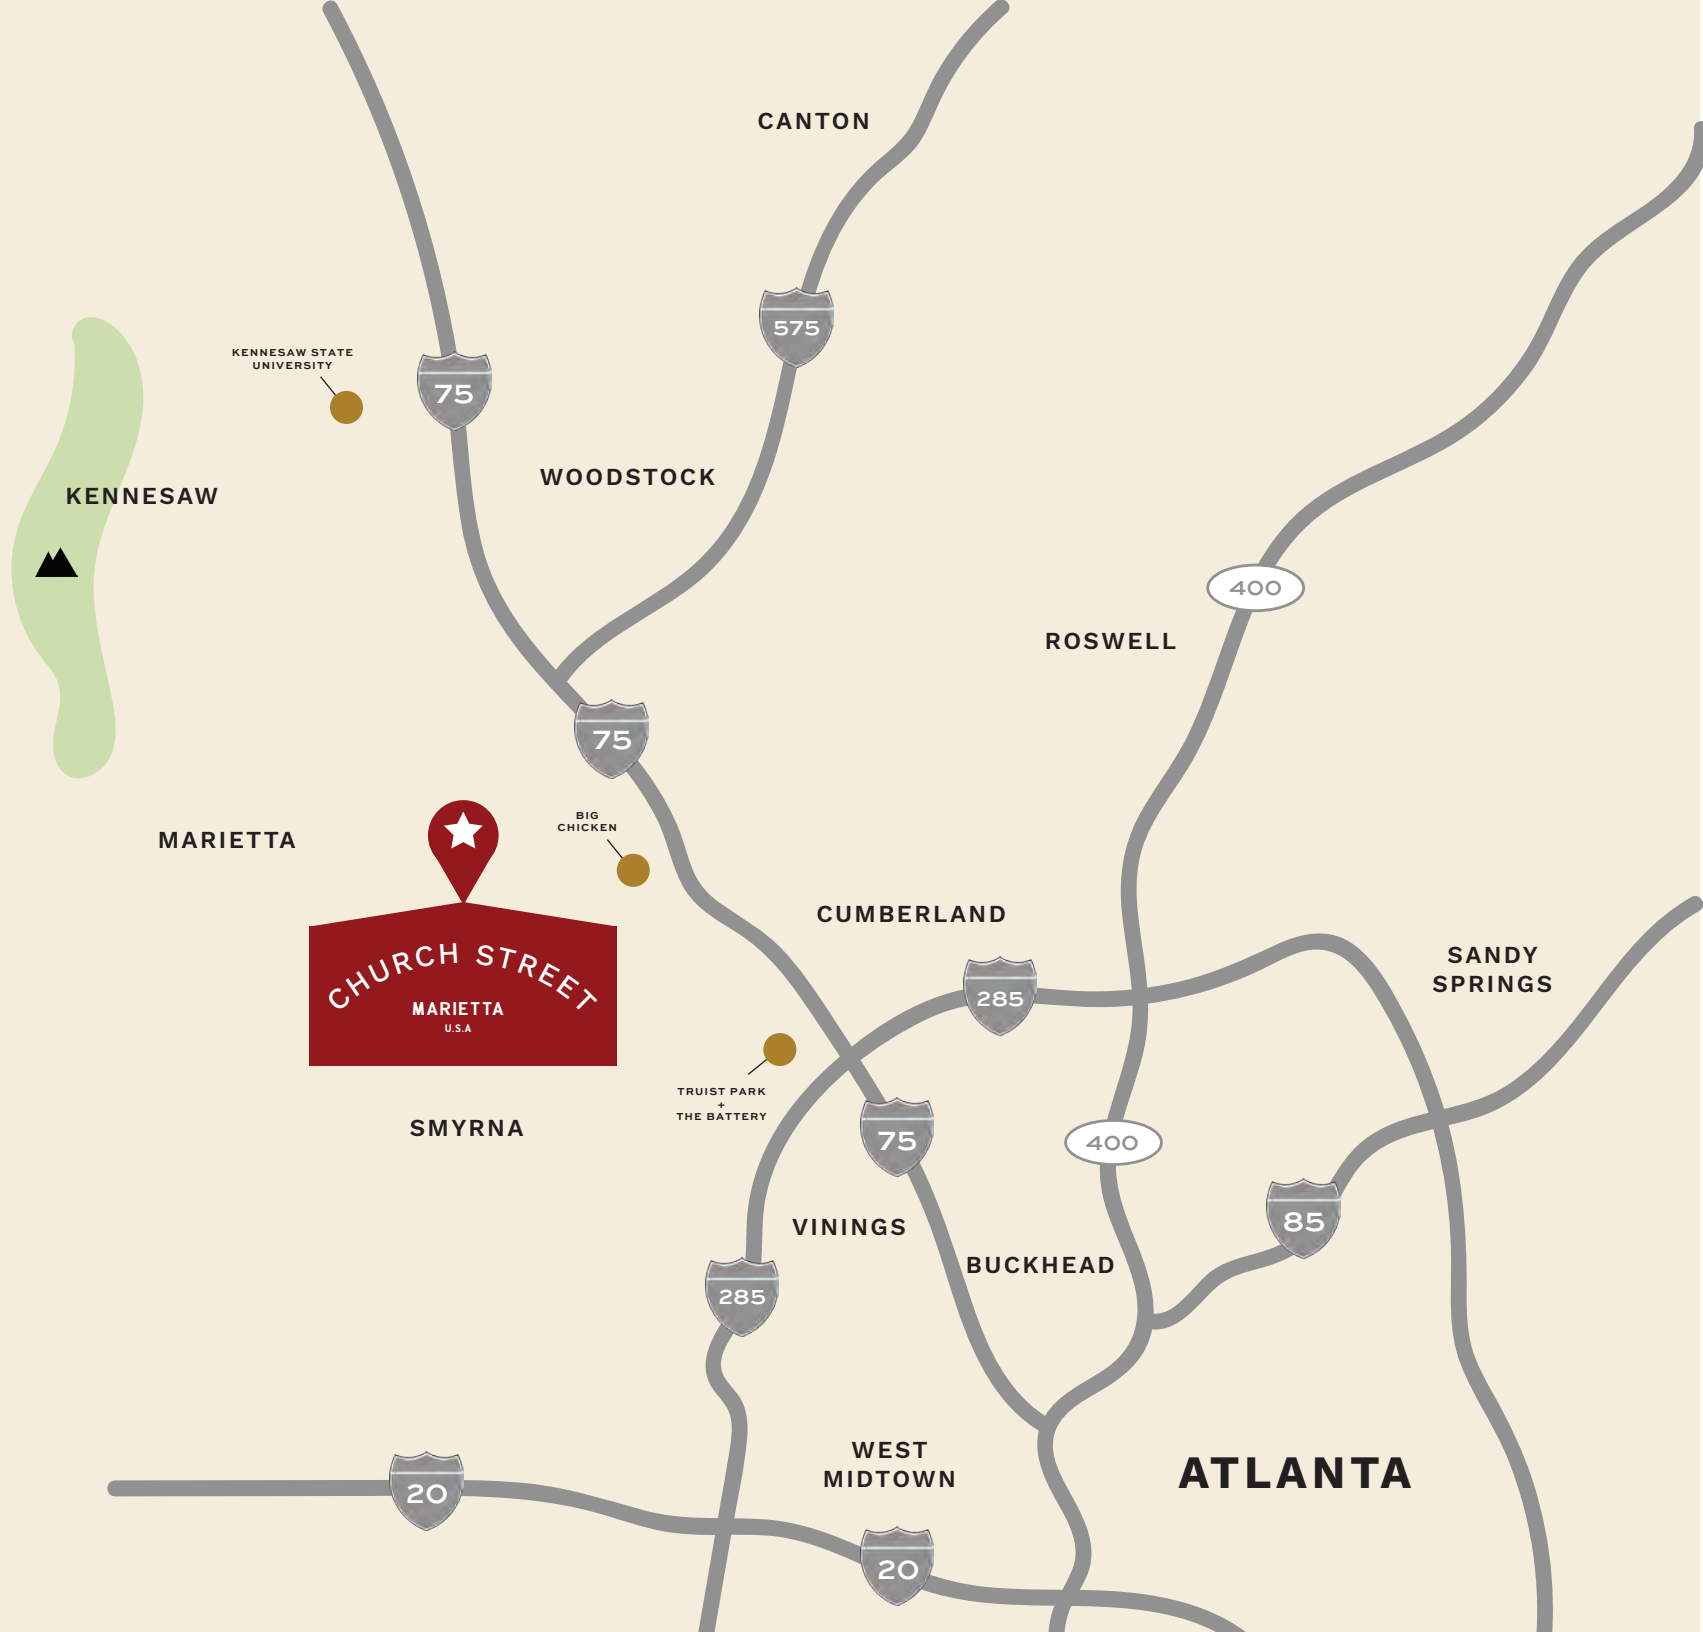 CANTON
575
KENNESAW STATE
UNIVERSITY
75
WOODSTOCK
KENNESAW
400
ROSWELL
75
BIG
CHICKEN
MARIETTA
CUMBERLAND
CHURCH STREET
MARIETTA
U.S.A
285
SANDY
SPRINGS
TRUIST PARK
+
THE BATTERY
SMYRNA
75
400
85
VININGS
BUCKHEAD
285
WEST
MIDTOWN
ATLANTA
20
20